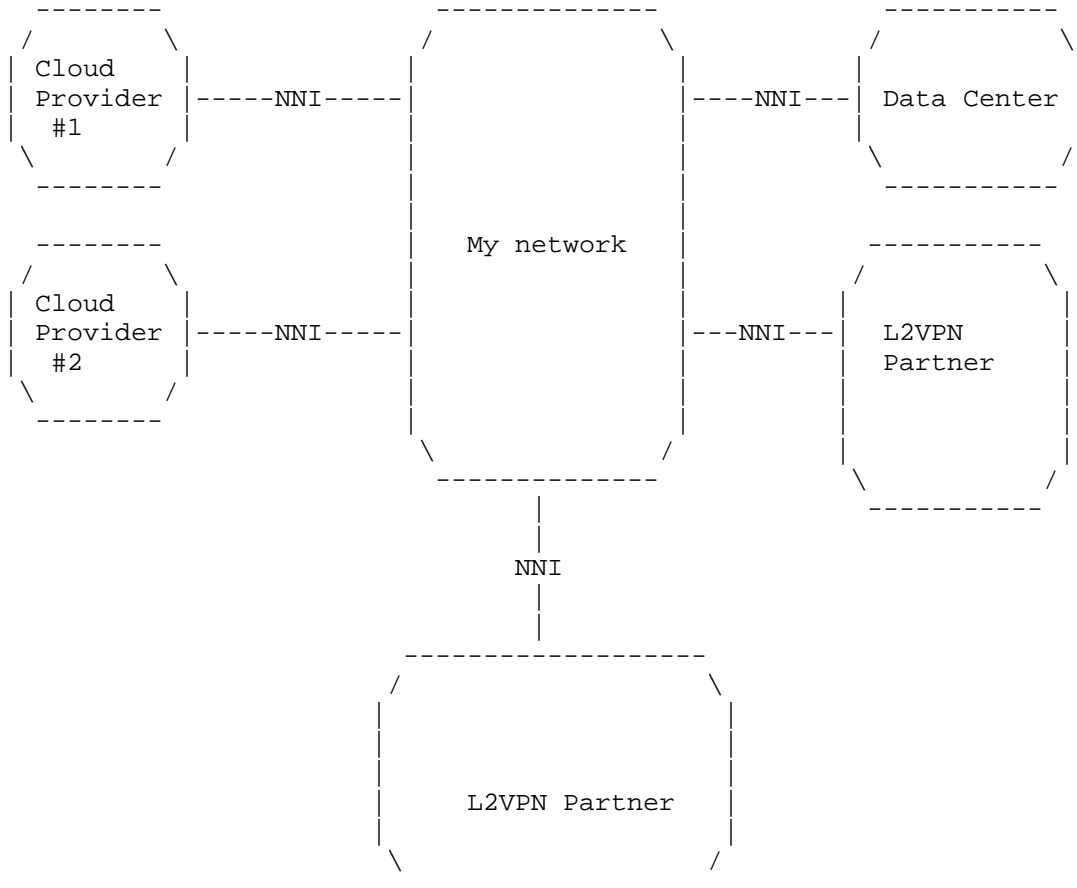 Cloud
Provider
#1
NNI
NNI
Data Center
My network
Cloud
Provider
#2
NNI
NNI
L2VPN
Partner
NNI
L2VPN Partner